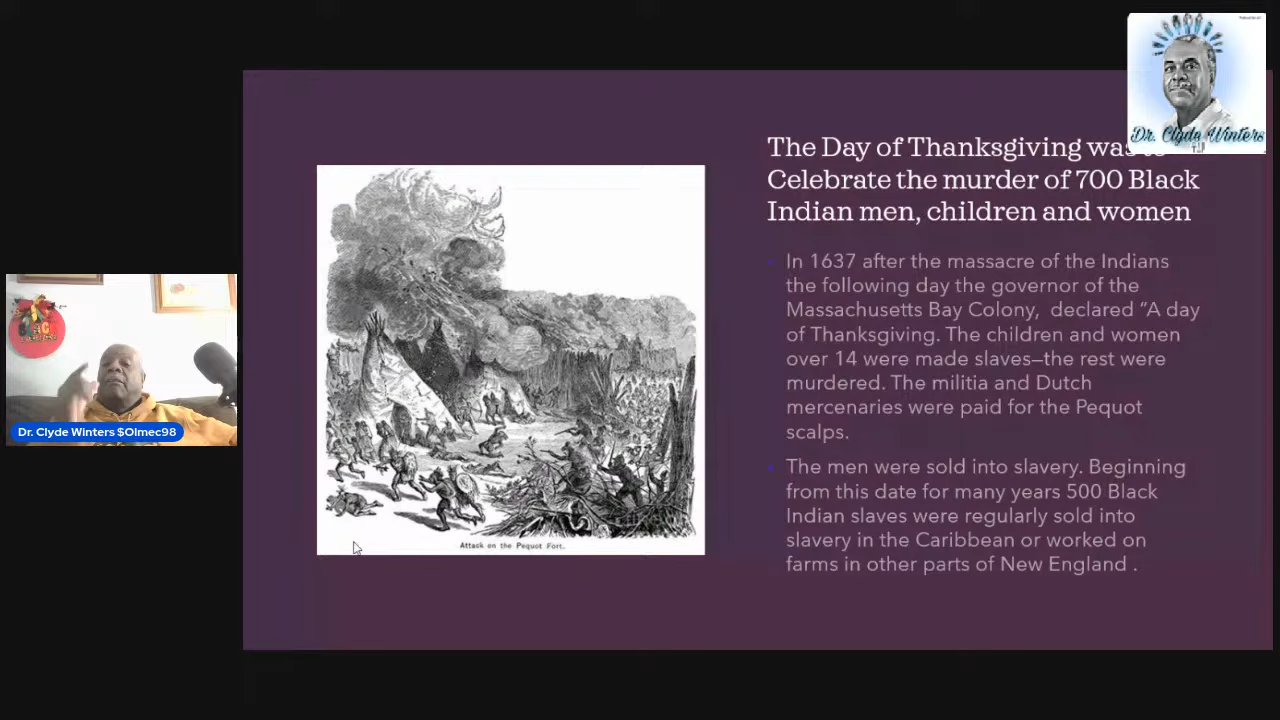 Dr. Clyde Winters
The Day of Thanksgiving was to
Celebrate the murder of 700 Black
Indian men, children and women
In 1637 after the massacre of the Indians
the following day the governor of the
Massachusetts Bay Colony, declared “A day
of Thanksgiving. The children and women
over 14 were made slaves—the rest were
murdered. The militia and Dutch
mercenaries were paid for the Pequot
scalps.
The men were sold into slavery. Beginning
from this date for many years 500 Black
Indian slaves were regularly sold into
slavery in the Caribbean or worked on
farms in other parts of New England .
Attack on the Pequot Fort.
Dr. Clyde Winters $Olmec98